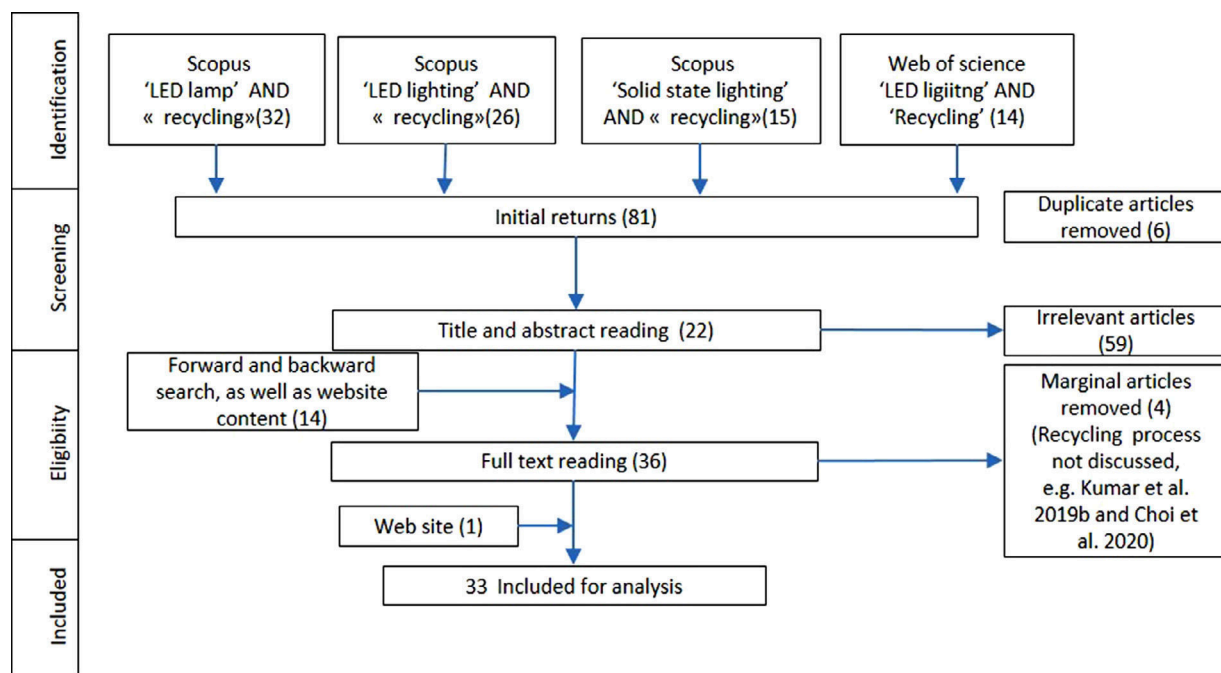 Identification
Scopus
‘LED lamp’ AND
« recycling»(32)
Scopus
‘LED lighting’ AND
« recycling»(26)
Scopus
‘Solid state lighting’
AND « recycling»(15)
Web of science
‘LED ligiitng’ AND
‘Recycling’ (14)
Screening
Initial returns (81)
Duplicate articles
removed (6)
Title and abstract reading (22)
Irrelevant articles
(59)
Eligibiity
Forward and backward
search, as well as website
content (14)
Marginal articles
removed (4)
(Recycling process
not discussed,
e.g. Kumar et al.
2019b and Choi et
al. 2020)
Full text reading (36)
Web site (1)
Included
33 Included for analysis